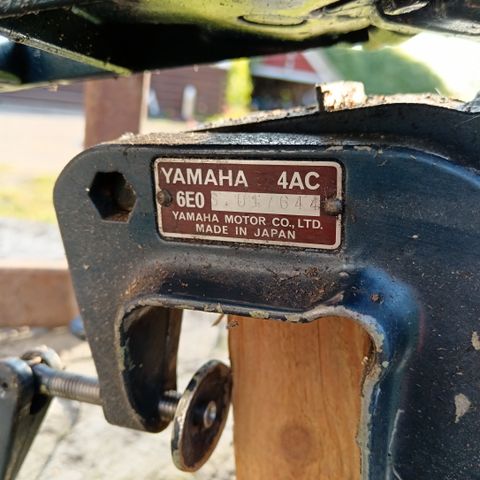 YAMAHA 4AC
6E0
YAMAHA MOTOR CO., LTD.
MADE IN JAPAN